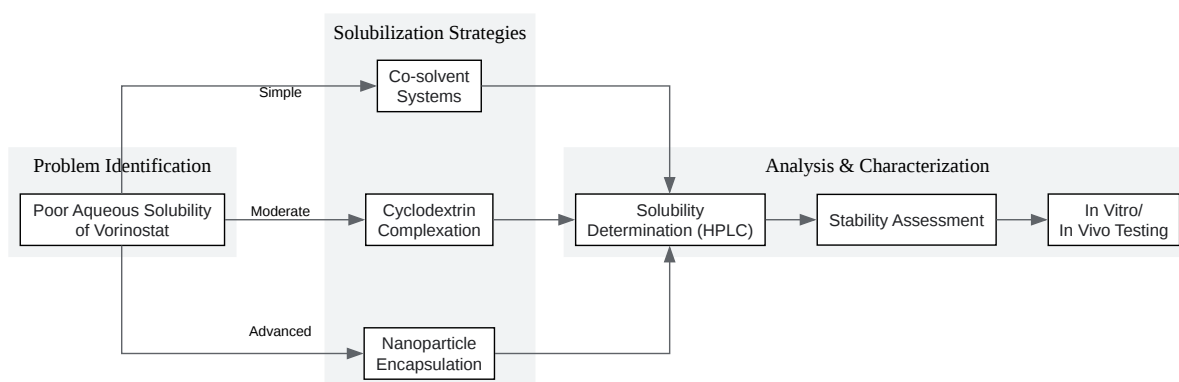 Solubilization Strategies
Co-solvent
Systems
Simple
Problem Identification
Poor Aqueous Solubility
of Vorinostat
Moderate
Cyclodextrin
Complexation
Analysis & Characterization
Solubility
Determination (HPLC)
Stability Assessment
In Vitro/
In Vivo Testing
Advanced
Nanoparticle
Encapsulation